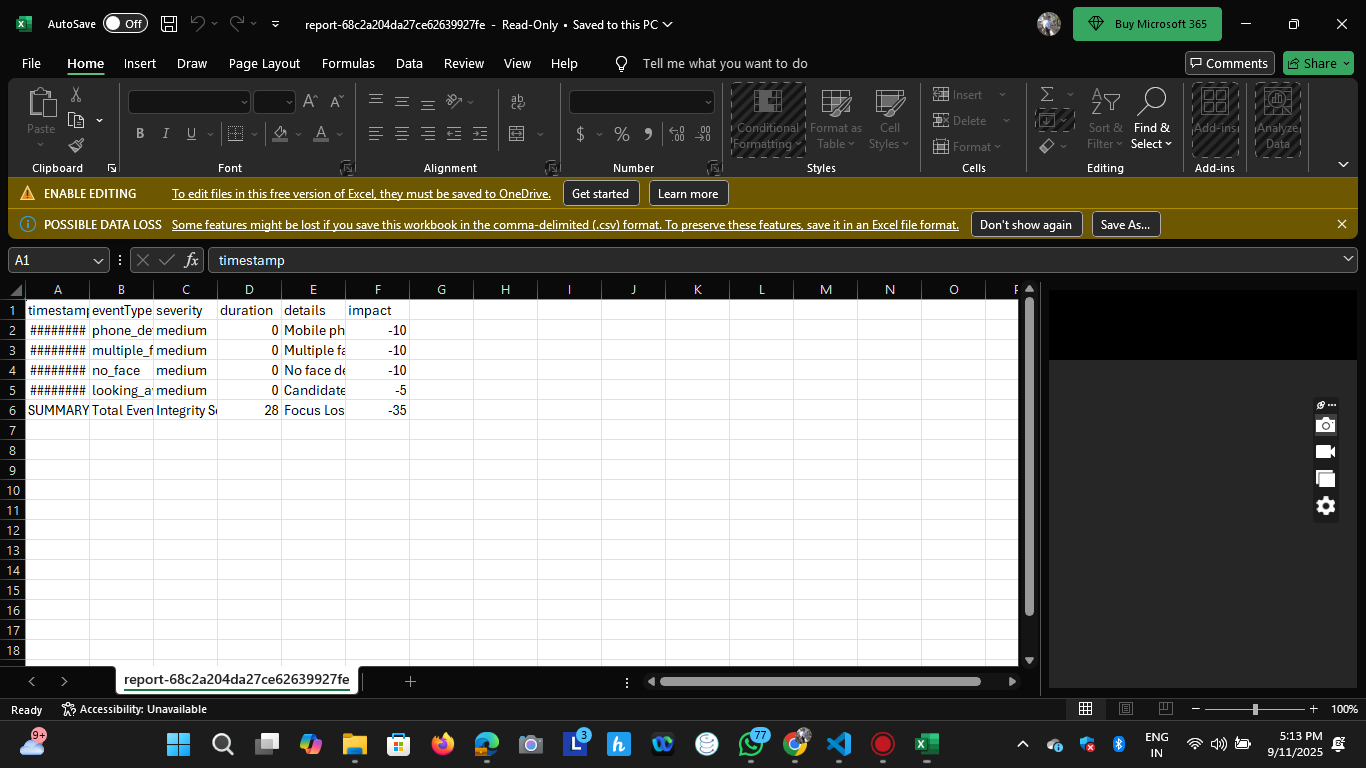 AutoSave Off report-68c2a204da27ce62639927fe - Read-Only • Saved to this PC Buy Microsoft 365
File Home Insert Draw Page Layout Formulas Data Review View Help Tell me what you want to do Comments Share
Paste B I U ab $ % Conditional Formatting Format as Table Cell Styles Insert Delete Format Sort & Filter Find & Select Add-ins Analyze Data
Clipboard Font Alignment Number Styles Cells Editing Add-ins
ENABLE EDITING To edit files in this free version of Excel, they must be saved to OneDrive. Get started Learn more
POSSIBLE DATA LOSS Some features might be lost if you save this workbook in the comma-delimited (.csv) format. To preserve these features, save it in an Excel file format. Don't show again Save As...
A1 fx timestamp
A B C D E F G H I J K L M N O P
1 timestamp eventType severity duration details impact
2 ######## phone_de medium 0 Mobile ph -10
3 ######## multiple_f medium 0 Multiple fa -10
4 ######## no_face medium 0 No face de -10
5 ######## looking_a medium 0 Candidate -5
6 SUMMARY Total Even Integrity Sc 28 Focus Los -35
7
8
9
10
11
12
13
14
15
16
17
18
report-68c2a204da27ce62639927fe
Ready Accessibility: Unavailable 100%
9+ 3 77 ENG IN 5:13 PM 9/11/2025